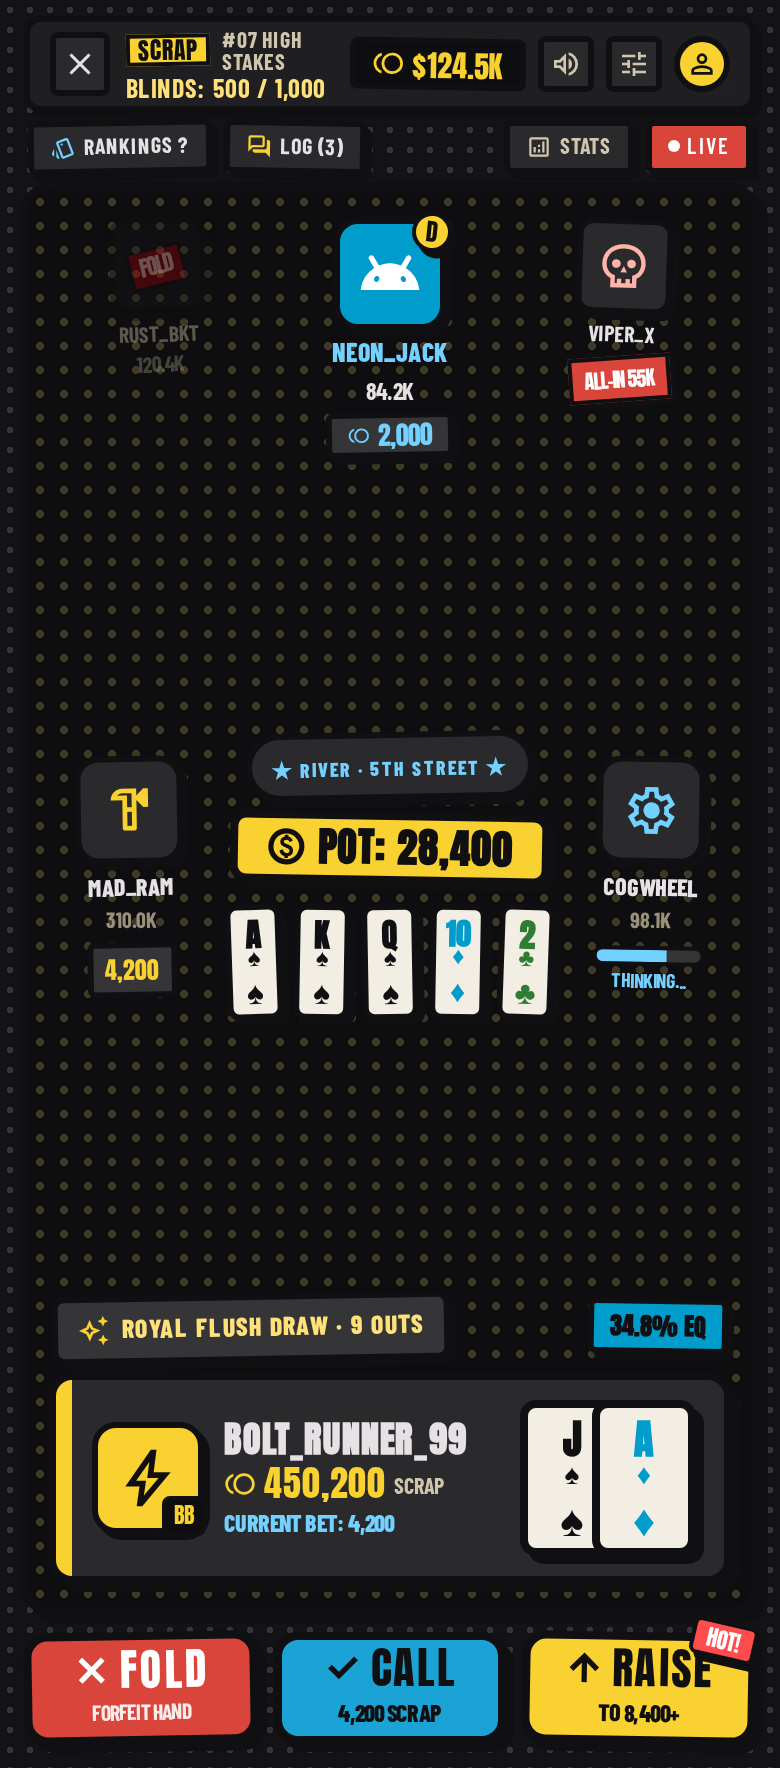 SCRAP
#07 HIGH
STAKES
BLINDS: 500 / 1,000
$124.5K
RANKINGS ?
LOG (3)
STATS
LIVE
FOLD
RUST_BKT
120.4K
D
NEON_JACK
84.2K
2,000
VIPER_X
ALL-IN 55K
★ RIVER · 5TH STREET ★
MAD_RAM
310.0K
4,200
POT: 28,400
COGWHEEL
98.1K
THINKING...
A♠
♠
K♠
♠
Q♠
♠
10♦
♦
2♣
♣
ROYAL FLUSH DRAW · 9 OUTS
34.8% EQ
BB
BOLT_RUNNER_99
450,200 SCRAP
CURRENT BET: 4,200
J♠
♠
A♦
♦
FOLD
FORFEIT HAND
CALL
4,200 SCRAP
HOT!
RAISE
TO 8,400+